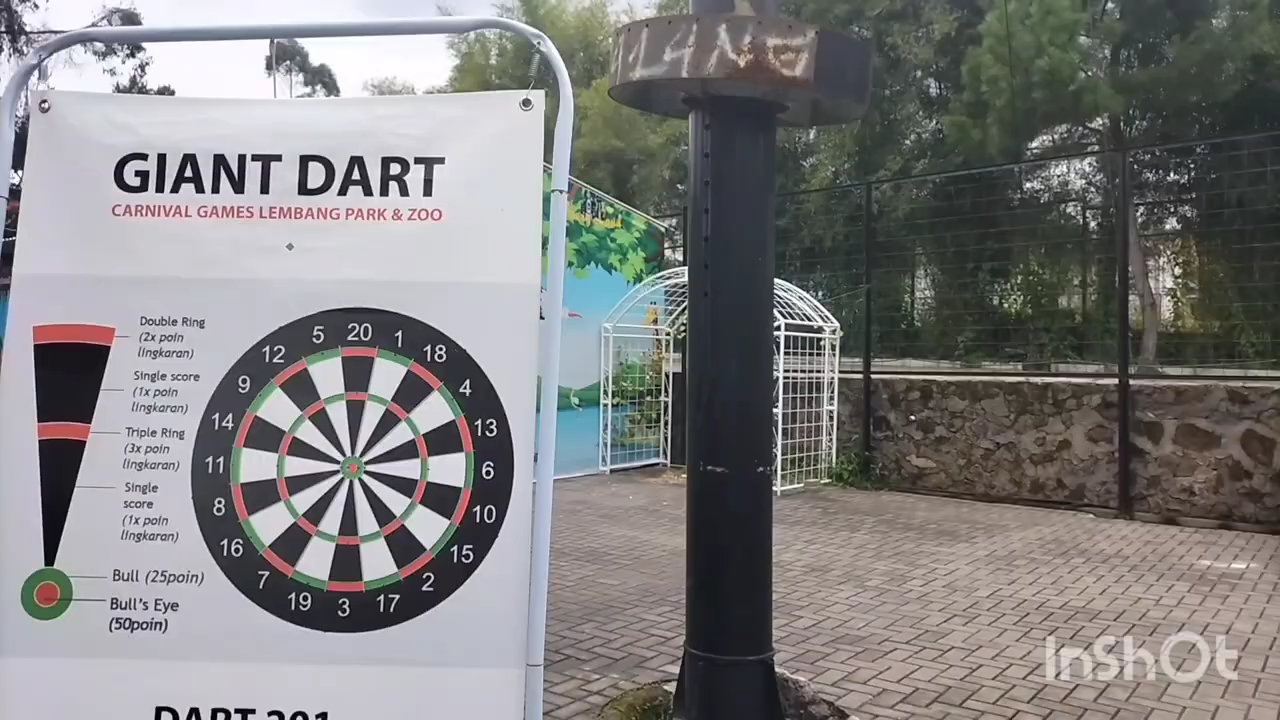 GIANT DART
CARNIVAL GAMES LEMBANG PARK & ZOO
Double Ring
(2x poin
lingkaran)
Single score
(1x poin
lingkaran)
Triple Ring
(3x poin
lingkaran)
Single
score
(1x poin
lingkaran)
Bull (25poin)
Bull's Eye
(50poin)
20
1
18
4
13
6
10
15
2
17
3
19
7
16
8
11
14
9
12
5
DART 301
InShOt